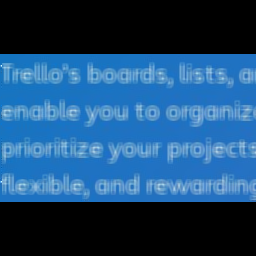 Trello's boards, lists, a
enable you to organize
prioritize your projects
flexible, and rewarding